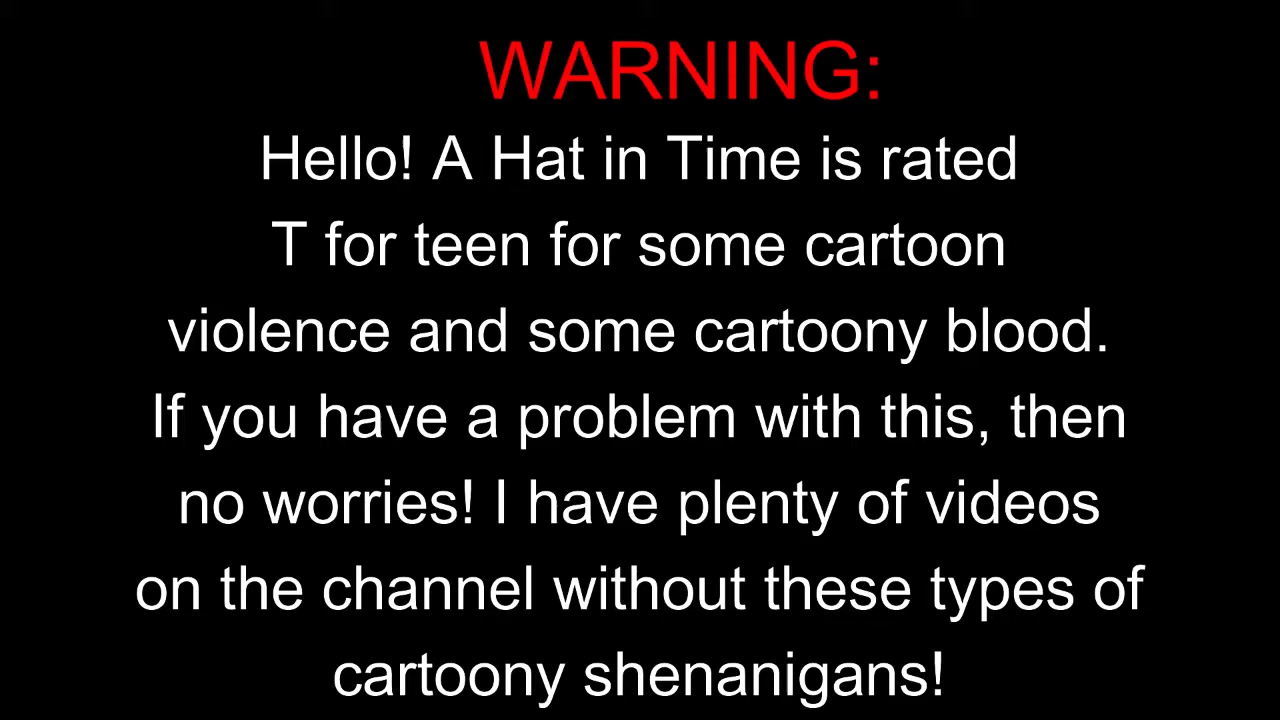 WARNING:
Hello! A Hat in Time is rated
T for teen for some cartoon
violence and some cartoony blood.
If you have a problem with this, then
no worries! I have plenty of videos
on the channel without these types of
cartoony shenanigans!